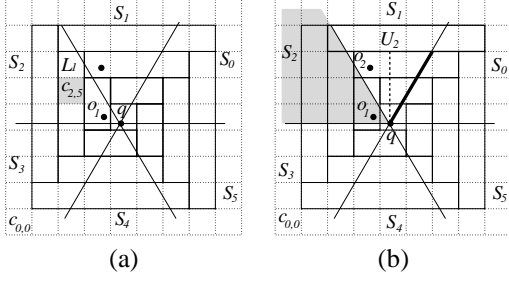 S₁ S₁
S₂ S₀ S₂ U₂ S₀
L₁ o₂
c₂,₅
o₁ q o₁ q
S₃ S₃
S₅ S₅
c₀,₀ S₄ c₀,₀ S₄
(a) (b)